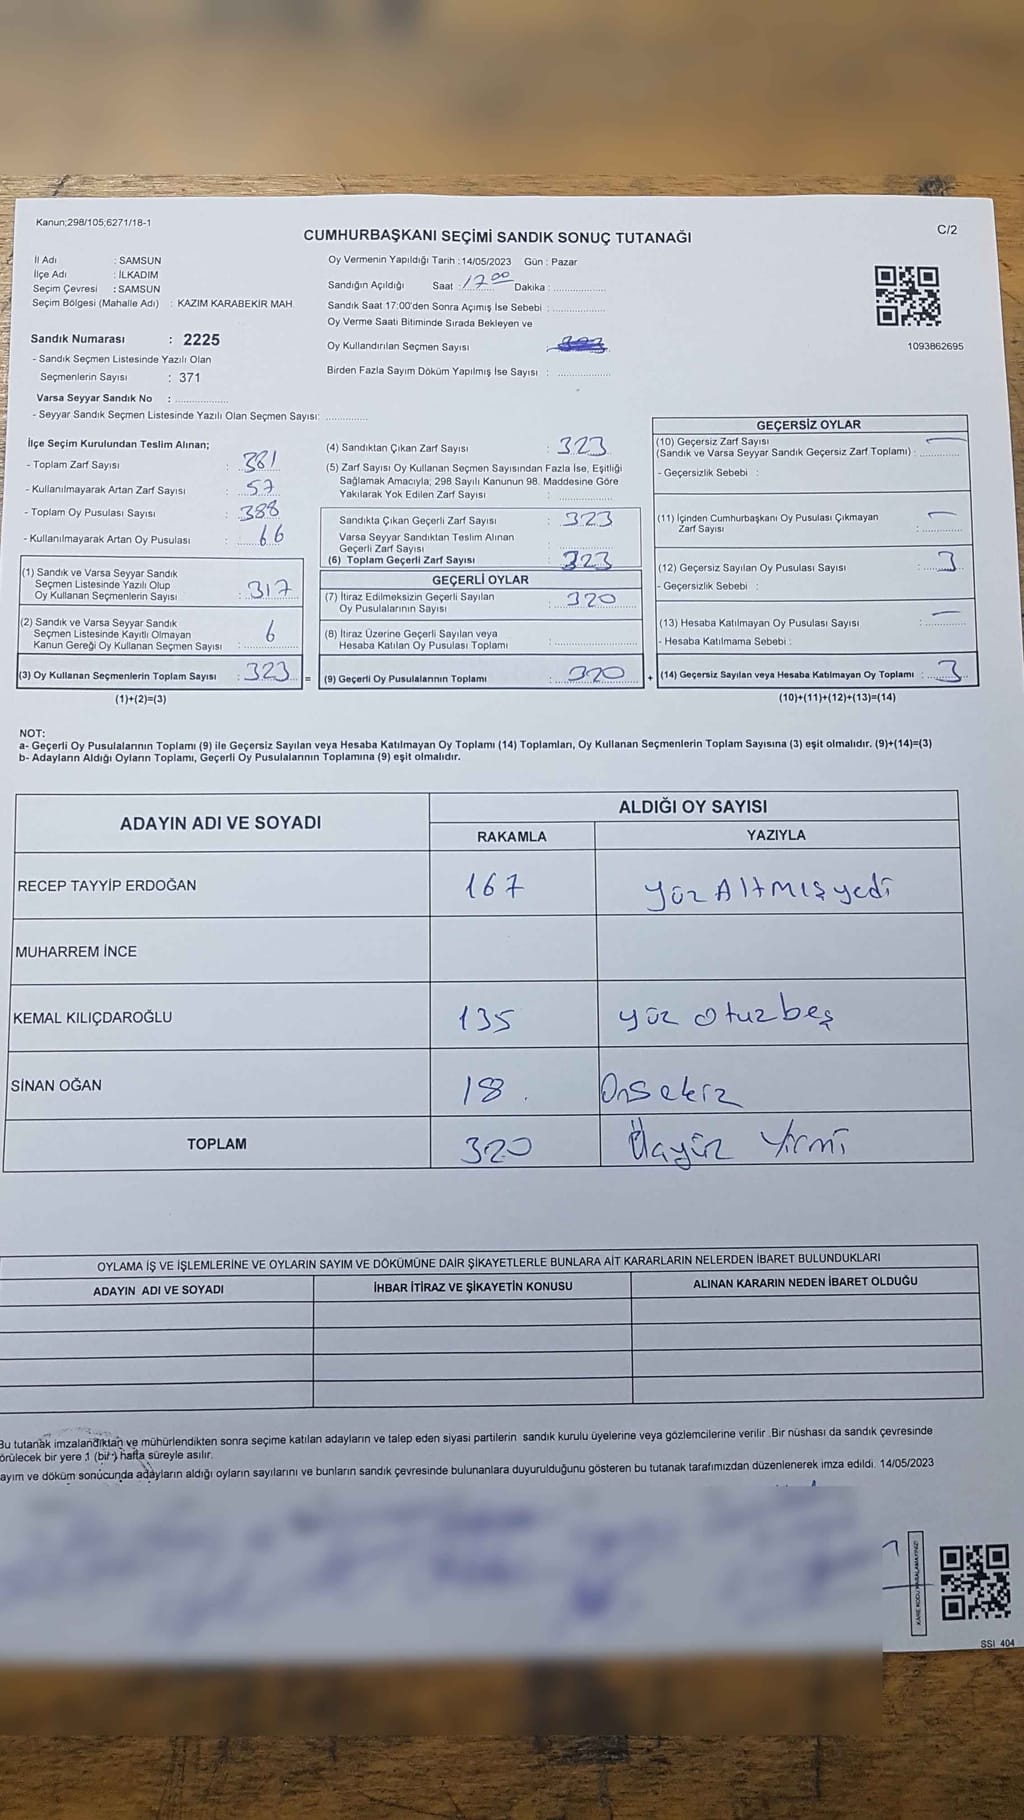 Kanun;298/105;6271/18-1
C/2
CUMHURBAŞKANI SEÇİMİ SANDIK SONUÇ TUTANAĞI
İl Adı : SAMSUN
İlçe Adı : İLKADIM
Seçim Çevresi : SAMSUN
Seçim Bölgesi (Mahalle Adı) : KAZIM KARABEKİR MAH.
Sandık Numarası : 2225
- Sandık Seçmen Listesinde Yazılı Olan
Seçmenlerin Sayısı : 371
Varsa Seyyar Sandık No :
- Seyyar Sandık Seçmen Listesinde Yazılı Olan Seçmen Sayısı:
Oy Vermenin Yapıldığı Tarih : 14/05/2023 Gün : Pazar
Sandığın Açıldığı Saat : 17 00 Dakika :
Sandık Saat 17:00'den Sonra Açımış İse Sebebi :
Oy Verme Saati Bitiminde Sırada Bekleyen ve
Oy Kullandırılan Seçmen Sayısı
Birden Fazla Sayım Döküm Yapılmış İse Sayısı :
1093862695
İlçe Seçim Kurulundan Teslim Alınan;
- Toplam Zarf Sayısı : 381
- Kullanılmayarak Artan Zarf Sayısı : 57
- Toplam Oy Pusulası Sayısı : 388
- Kullanılmayarak Artan Oy Pusulası : 66
(1) Sandık ve Varsa Seyyar Sandık
Seçmen Listesinde Yazılı Olup
Oy Kullanan Seçmenlerin Sayısı : 317
(2) Sandık ve Varsa Seyyar Sandık
Seçmen Listesinde Kayıtlı Olmayan
Kanun Gereği Oy Kullanan Seçmen Sayısı : 6
(3) Oy Kullanan Seçmenlerin Toplam Sayısı : 323 =
(1)+(2)=(3)
(4) Sandıktan Çıkan Zarf Sayısı : 323
(5) Zarf Sayısı Oy Kullanan Seçmen Sayısından Fazla İse, Eşitliği
Sağlamak Amacıyla; 298 Sayılı Kanunun 98. Maddesine Göre
Yakılarak Yok Edilen Zarf Sayısı :
Sandıkta Çıkan Geçerli Zarf Sayısı : 323
Varsa Seyyar Sandıktan Teslim Alınan
Geçerli Zarf Sayısı :
(6) Toplam Geçerli Zarf Sayısı : 323
GEÇERLİ OYLAR
(7) İtiraz Edilmeksizin Geçerli Sayılan
Oy Pusulalarının Sayısı : 320
(8) İtiraz Üzerine Geçerli Sayılan veya
Hesaba Katılan Oy Pusulası Toplamı :
(9) Geçerli Oy Pusulalarının Toplamı : 320 +
GEÇERSİZ OYLAR
(10) Geçersiz Zarf Sayısı
(Sandık ve Varsa Seyyar Sandık Geçersiz Zarf Toplamı) : —
- Geçersizlik Sebebi :
(11) İçinden Cumhurbaşkanı Oy Pusulası Çıkmayan
Zarf Sayısı : —
(12) Geçersiz Sayılan Oy Pusulası Sayısı : 3
- Geçersizlik Sebebi :
(13) Hesaba Katılmayan Oy Pusulası Sayısı : —
- Hesaba Katılmama Sebebi :
(14) Geçersiz Sayılan veya Hesaba Katılmayan Oy Toplamı : 3
(10)+(11)+(12)+(13)=(14)
NOT:
a- Geçerli Oy Pusulalarının Toplamı (9) ile Geçersiz Sayılan veya Hesaba Katılmayan Oy Toplamı (14) Toplamları, Oy Kullanan Seçmenlerin Toplam Sayısına (3) eşit olmalıdır. (9)+(14)=(3)
b- Adayların Aldığı Oyların Toplamı, Geçerli Oy Pusulalarının Toplamına (9) eşit olmalıdır.
ADAYIN ADI VE SOYADI
ALDIĞI OY SAYISI
RAKAMLA YAZIYLA
RECEP TAYYİP ERDOĞAN 167 yüz Altmış yedi
MUHARREM İNCE
KEMAL KILIÇDAROĞLU 135 yüz otuzbeş
SİNAN OĞAN 18 Onsekiz
TOPLAM 320 Üçyüz Yirmi
OYLAMA İŞ VE İŞLEMLERİNE VE OYLARIN SAYIM VE DÖKÜMÜNE DAİR ŞİKAYETLERLE BUNLARA AİT KARARLARIN NELERDEN İBARET BULUNDUKLARI
ADAYIN ADI VE SOYADI İHBAR İTİRAZ VE ŞİKAYETİN KONUSU ALINAN KARARIN NEDEN İBARET OLDUĞU
Bu tutanak imzalandıktan ve mühürlendikten sonra seçime katılan adayların ve talep eden siyasi partilerin sandık kurulu üyelerine veya gözlemcilerine verilir .Bir nüshası da sandık çevresinde
örülecek bir yere 1 (bir) hafta süreyle asılır.
ayım ve döküm sonucunda adayların aldığı oyların sayılarını ve bunların sandık çevresinde bulunanlara duyurulduğunu gösteren bu tutanak tarafımızdan düzenlenerek imza edildi. 14/05/2023
KARE KODU KARALAMAYINIZ!
SSI 404